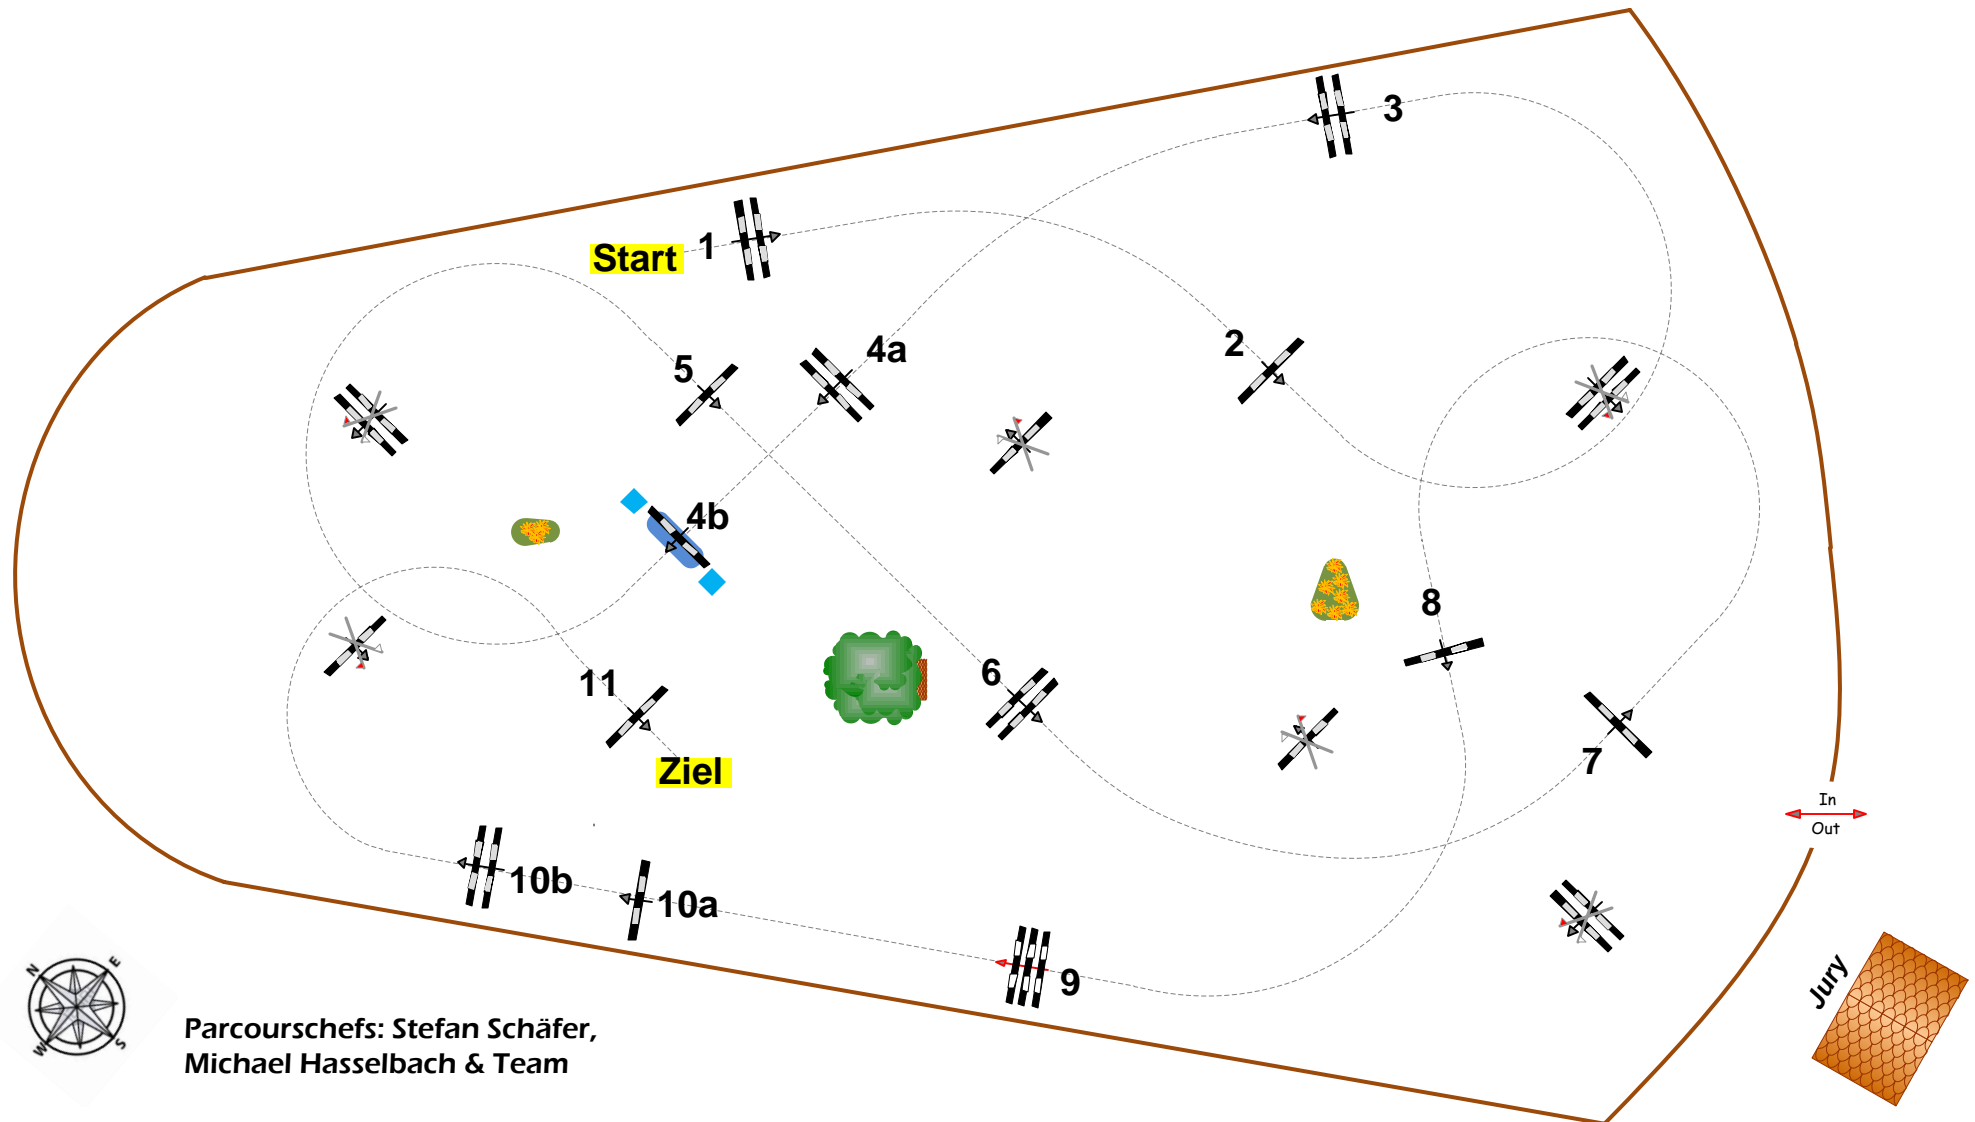 3
Start
1
2
4a
5
4b
8
6
11
7
Ziel
In
Out
10b
10a
9
Jury
N
E
W
S
Parcourschefs: Stefan Schäfer,
Michael Hasselbach & Team